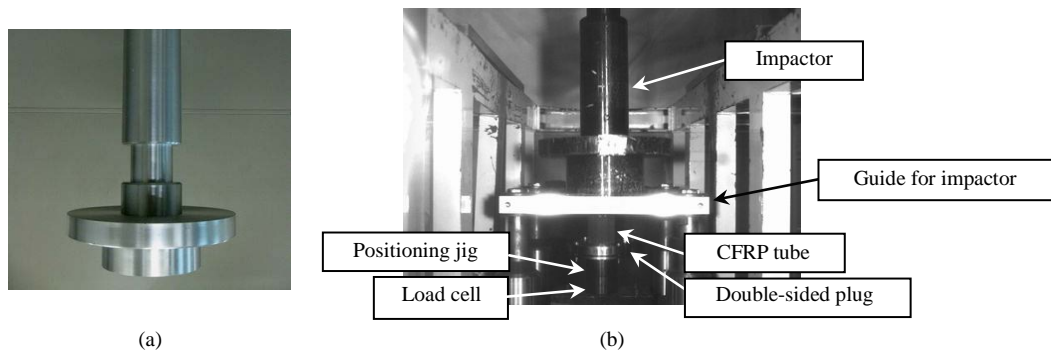 Impactor
Guide for impactor
Positioning jig
CFRP tube
Load cell
Double-sided plug
(a)
(b)